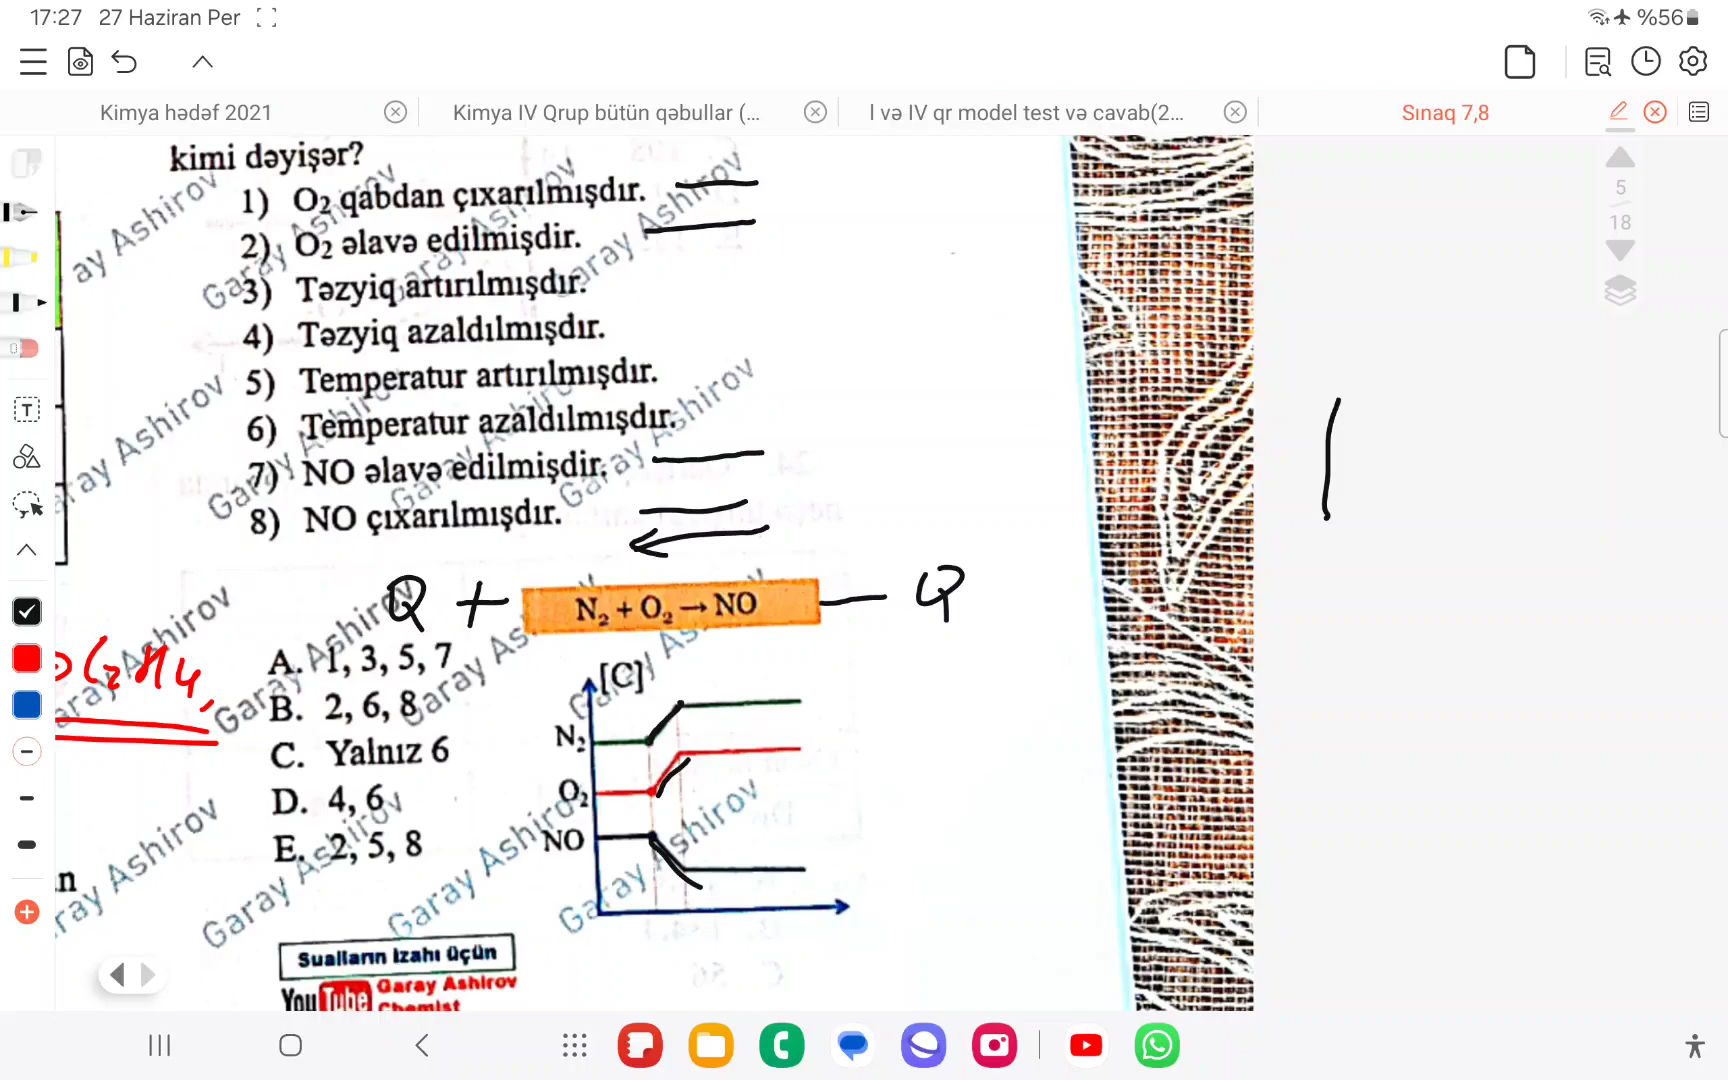 17:27 27 Haziran Per
%56
Kimya hədəf 2021
Kimya IV Qrup bütün qəbullar (...
I və IV qr model test və cavab(2...
Sınaq 7,8
5
18
kimi dəyişər?
1) O₂ qabdan çıxarılmışdır.
2) O₂ əlavə edilmişdir.
3) Təzyiq artırılmışdır.
4) Təzyiq azaldılmışdır.
5) Temperatur artırılmışdır.
6) Temperatur azaldılmışdır.
7) NO əlavə edilmişdir.
8) NO çıxarılmışdır.
Q + N₂ + O₂ → NO — Q
C₂H₄,
A. 1, 3, 5, 7
B. 2, 6, 8
C. Yalnız 6
D. 4, 6
E. 2, 5, 8
[C]
N₂
O₂
NO
Sualların izahı üçün
YouTube Garay Ashirov
Chemist
Garay Ashirov